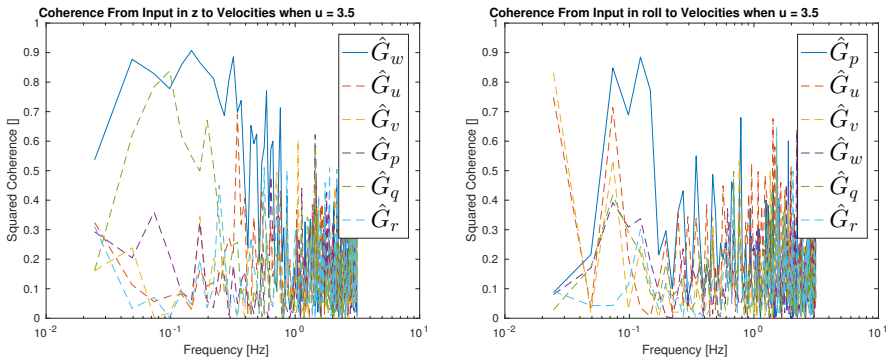 Coherence From Input in z to Velocities when u = 3.5
Squared Coherence []
1
0.9
0.8
0.7
0.6
0.5
0.4
0.3
0.2
0.1
0
10^-2
10^-1
10^0
10^1
Frequency [Hz]
Ĝ_w
Ĝ_u
Ĝ_v
Ĝ_p
Ĝ_q
Ĝ_r
Coherence From Input in roll to Velocities when u = 3.5
Squared Coherence []
1
0.9
0.8
0.7
0.6
0.5
0.4
0.3
0.2
0.1
0
10^-2
10^-1
10^0
10^1
Frequency [Hz]
Ĝ_p
Ĝ_u
Ĝ_v
Ĝ_w
Ĝ_q
Ĝ_r